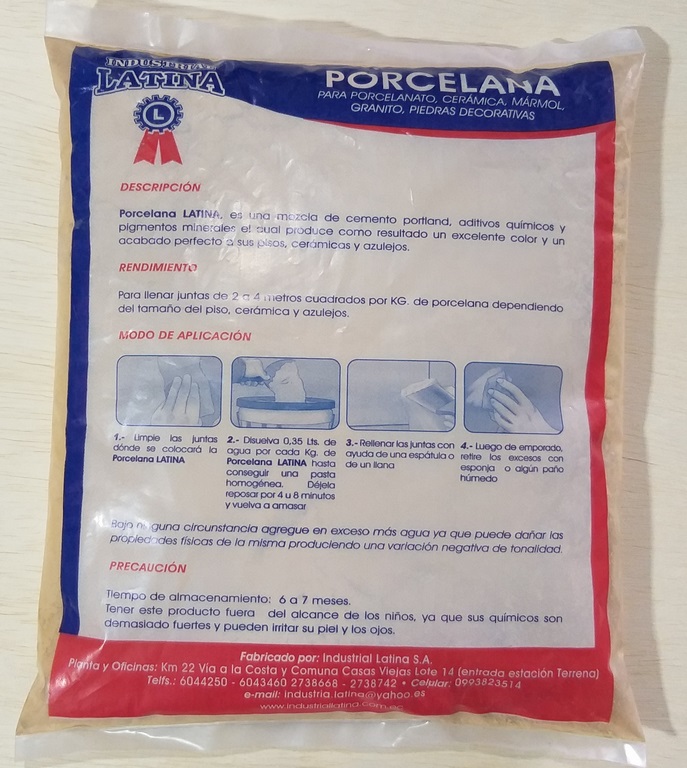 INDUSTRIAL
LATINA
L
PORCELANA
PARA PORCELANATO, CERÁMICA, MÁRMOL,
GRANITO, PIEDRAS DECORATIVAS
DESCRIPCIÓN
Porcelana LATINA, es una mezcla de cemento portland, aditivos químicos y
pigmentos minerales el cual produce como resultado un excelente color y un
acabado perfecto a sus pisos, cerámicas y azulejos.
RENDIMIENTO
Para llenar juntas de 2 a 4 metros cuadrados por KG. de porcelana dependiendo
del tamaño del piso, cerámica y azulejos.
MODO DE APLICACIÓN
1.- Limpie las juntas
dónde se colocará la
Porcelana LATINA
2.- Disuelva 0,35 Lts. de
agua por cada Kg. de
Porcelana LATINA hasta
conseguir una pasta
homogénea. Déjela
reposar por 4 u 8 minutos
y vuelva a amasar
3.- Rellenar las juntas con
ayuda de una espátula o
de un llana
4.- Luego de emporado,
retire los excesos con
esponja o algún paño
húmedo
Bajo ninguna circunstancia agregue en exceso más agua ya que puede dañar las
propiedades físicas de la misma produciendo una variación negativa de tonalidad.
PRECAUCIÓN
Tiempo de almacenamiento: 6 a 7 meses.
Tener este producto fuera del alcance de los niños, ya que sus químicos son
demasiado fuertes y pueden irritar su piel y los ojos.
Fabricado por: Industrial Latina S.A.
Planta y Oficinas: Km 22 Vía a la Costa y Comuna Casas Viejas Lote 14 (entrada estación Terrena)
Telfs.: 6044250 - 6043460 2738668 - 2738742 • Celular: 0993823514
e-mail: industria.latina@yahoo.es
www.industriallatina.com.ec